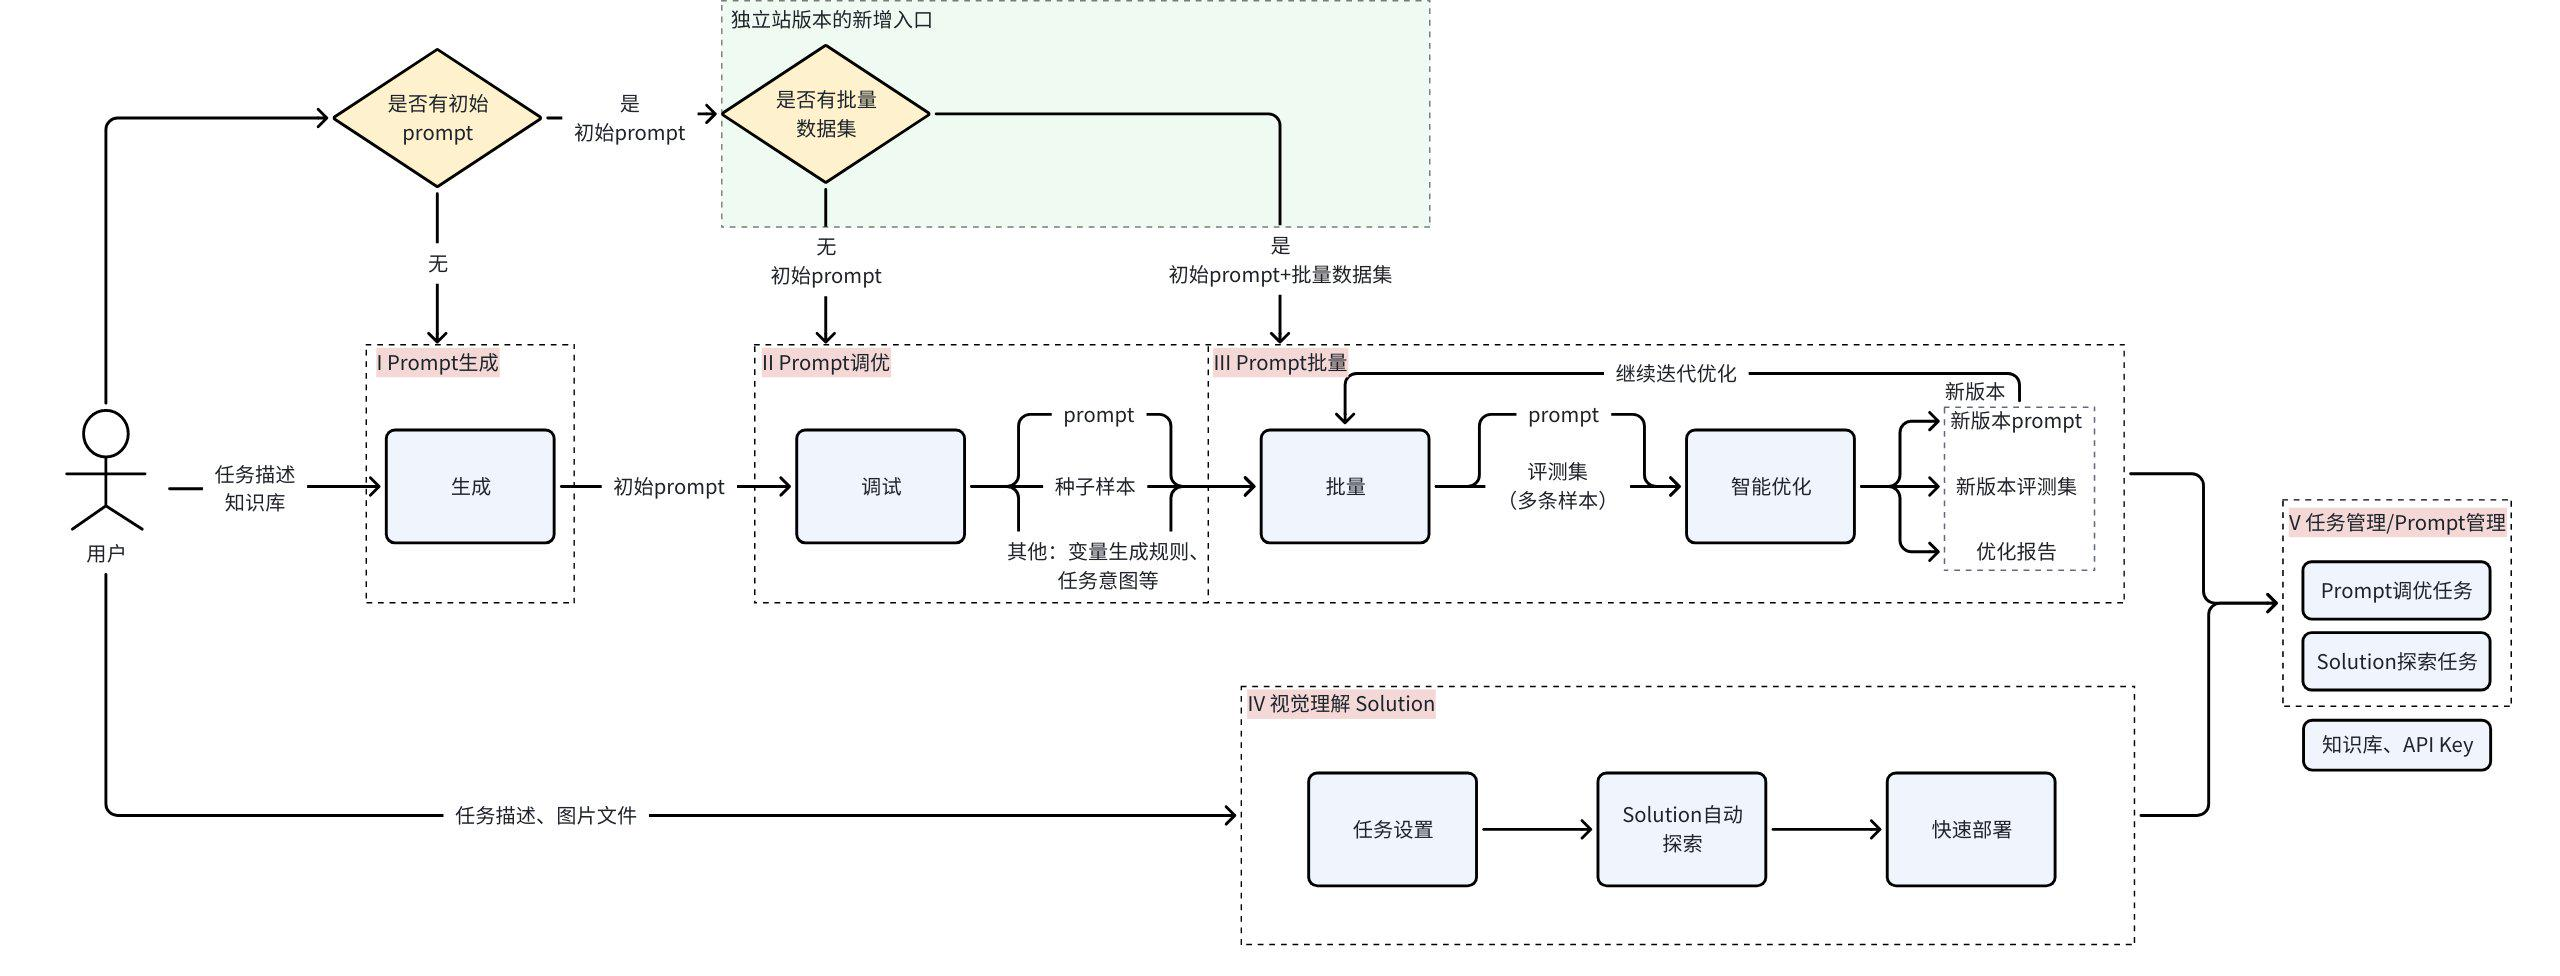 独立站版本的新增入口
是否有初始
prompt
是
初始prompt
是否有批量
数据集
无
无
初始prompt
是
初始prompt+批量数据集
I Prompt生成
II Prompt调优
III Prompt批量
继续迭代优化
新版本
用户
任务描述
知识库
生成
初始prompt
调试
prompt
种子样本
其他：变量生成规则、
任务意图等
批量
prompt
评测集
（多条样本）
智能优化
新版本prompt
新版本评测集
优化报告
V 任务管理/Prompt管理
Prompt调优任务
Solution探索任务
知识库、API Key
任务描述、图片文件
IV 视觉理解 Solution
任务设置
Solution自动
探索
快速部署